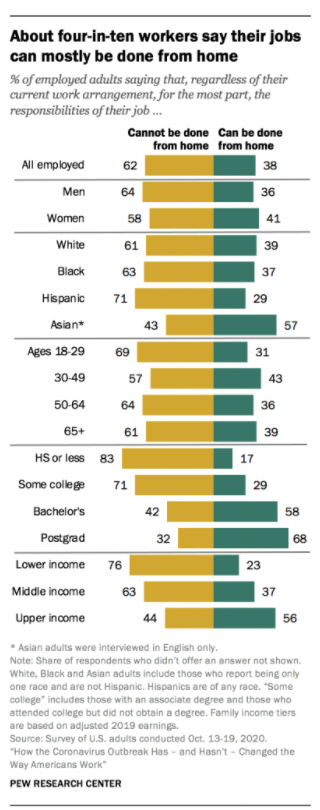 About four-in-ten workers say their jobs
can mostly be done from home
% of employed adults saying that, regardless of their
current work arrangement, for the most part, the
responsibilities of their job ...
Cannot be done Can be done
from home from home
All employed 62 38
Men 64 36
Women 58 41
White 61 39
Black 63 37
Hispanic 71 29
Asian* 43 57
Ages 18-29 69 31
30-49 57 43
50-64 64 36
65+ 61 39
HS or less 83 17
Some college 71 29
Bachelor's 42 58
Postgrad 32 68
Lower income 76 23
Middle income 63 37
Upper income 44 56
* Asian adults were interviewed in English only.
Note: Share of respondents who didn't offer an answer not shown.
White, Black and Asian adults include those who report being only
one race and are not Hispanic. Hispanics are of any race. "Some
college" includes those with an associate degree and those who
attended college but did not obtain a degree. Family income tiers
are based on adjusted 2019 earnings.
Source: Survey of U.S. adults conducted Oct. 13-19, 2020.
"How the Coronavirus Outbreak Has – and Hasn't – Changed the
Way Americans Work"
PEW RESEARCH CENTER